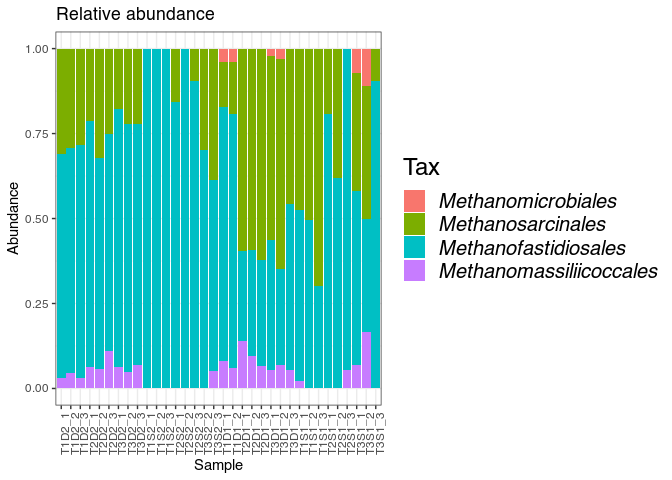 Relative abundance
1.00
0.75
0.50
0.25
0.00
Abundance
T1D2_1
T1D2_2
T1D2_3
T2D2_1
T2D2_2
T2D2_3
T3D2_1
T3D2_2
T3D2_3
T1S2_1
T1S2_2
T1S2_3
T2S2_1
T2S2_2
T2S2_3
T3S2_2
T3S2_3
T1D1_1
T1D1_2
T2D1_1
T2D1_2
T2D1_3
T3D1_1
T3D1_2
T3D1_3
T1S1_1
T1S1_2
T1S1_3
T2S1_1
T2S1_2
T2S1_3
T3S1_1
T3S1_2
T3S1_3
Sample
Tax
Methanomicrobiales
Methanosarcinales
Methanofastidiosales
Methanomassiliicoccales